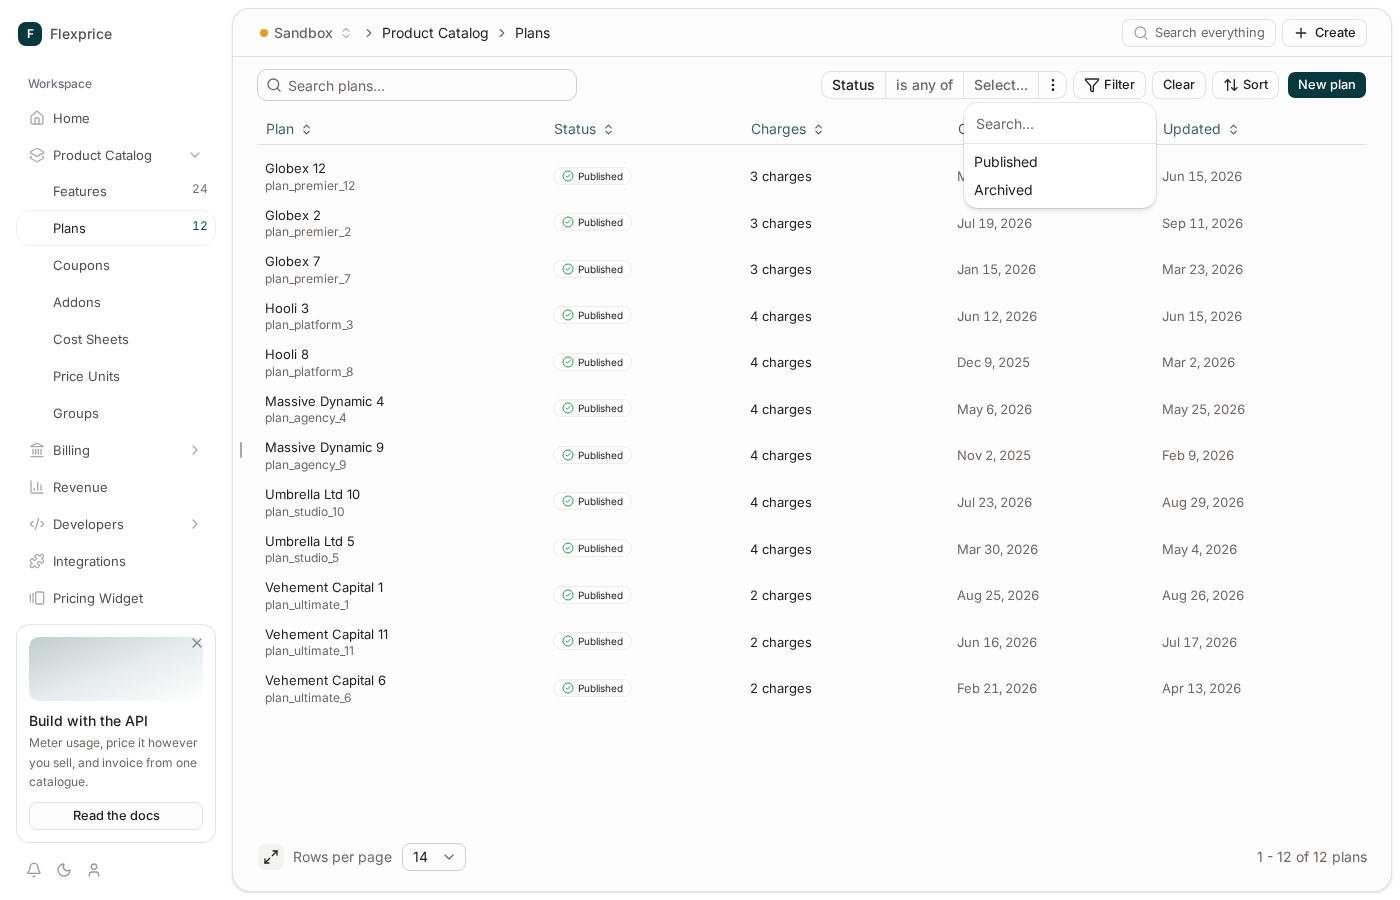 F Flexprice
Workspace
Home
Product Catalog
Features 24
Plans 12
Coupons
Addons
Cost Sheets
Price Units
Groups
Billing
Revenue
Developers
Integrations
Pricing Widget
Build with the API
Meter usage, price it however
you sell, and invoice from one
catalogue.
Read the docs
Sandbox Product Catalog Plans
Search everything Create
Search plans...
Status is any of Select... Filter Clear Sort New plan
Search...
Published
Archived
Plan Status Charges Updated
Globex 12
plan_premier_12
Published 3 charges Jun 15, 2026
Globex 2
plan_premier_2
Published 3 charges Jul 19, 2026 Sep 11, 2026
Globex 7
plan_premier_7
Published 3 charges Jan 15, 2026 Mar 23, 2026
Hooli 3
plan_platform_3
Published 4 charges Jun 12, 2026 Jun 15, 2026
Hooli 8
plan_platform_8
Published 4 charges Dec 9, 2025 Mar 2, 2026
Massive Dynamic 4
plan_agency_4
Published 4 charges May 6, 2026 May 25, 2026
Massive Dynamic 9
plan_agency_9
Published 4 charges Nov 2, 2025 Feb 9, 2026
Umbrella Ltd 10
plan_studio_10
Published 4 charges Jul 23, 2026 Aug 29, 2026
Umbrella Ltd 5
plan_studio_5
Published 4 charges Mar 30, 2026 May 4, 2026
Vehement Capital 1
plan_ultimate_1
Published 2 charges Aug 25, 2026 Aug 26, 2026
Vehement Capital 11
plan_ultimate_11
Published 2 charges Jun 16, 2026 Jul 17, 2026
Vehement Capital 6
plan_ultimate_6
Published 2 charges Feb 21, 2026 Apr 13, 2026
Rows per page 14
1 - 12 of 12 plans